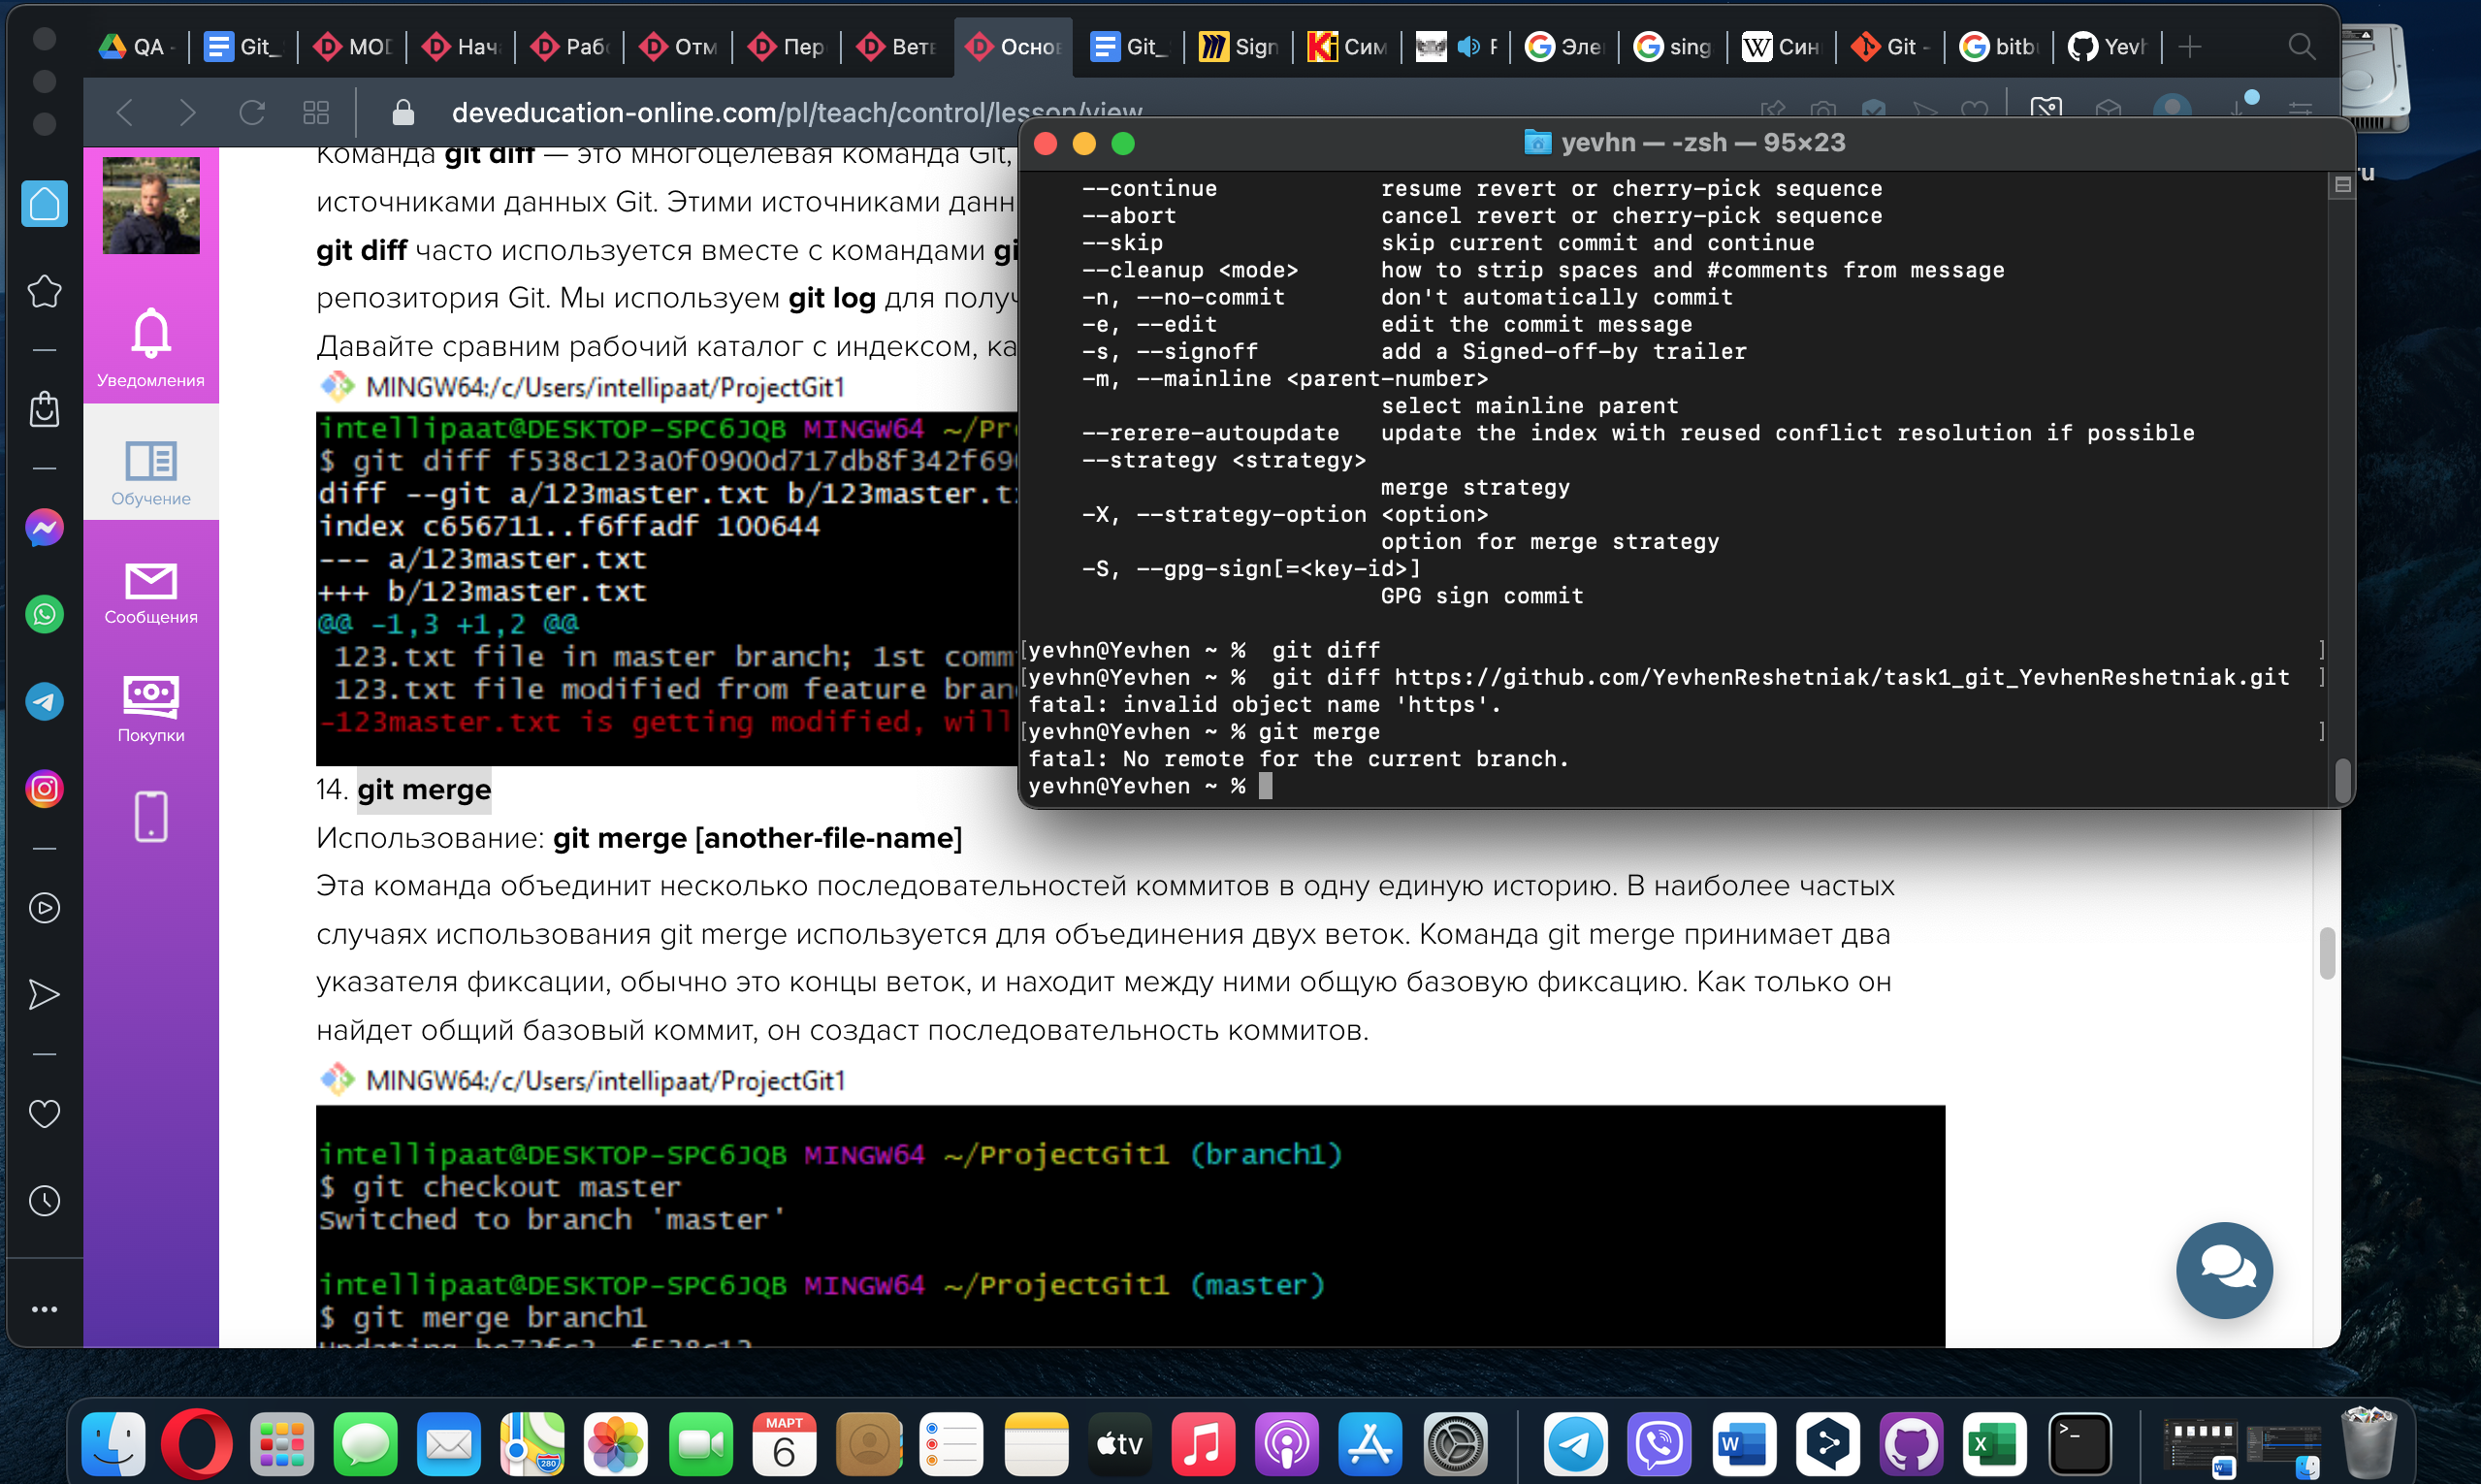 QA -
Git_
MOD
Нача
Рабо
Отм
Пер
Ветв
Основ
Git_
Sign
Сим
Эле
sing
Син
Git -
bitbu
Yevh
deveducation-online.com/pl/teach/control/lesson/view
Уведомления
Обучение
Сообщения
Покупки
Команда git diff — это многоцелевая команда Git,
источниками данных Git. Этими источниками данн
git diff часто используется вместе с командами gi
репозитория Git. Мы используем git log для получ
Давайте сравним рабочий каталог с индексом, ка
MINGW64:/c/Users/intellipaat/ProjectGit1
intellipaat@DESKTOP-SPC6JQB MINGW64 ~/Pr
$ git diff f538c123a0f0900d717db8f342f69
diff --git a/123master.txt b/123master.t
index c656711..f6ffadf 100644
--- a/123master.txt
+++ b/123master.txt
@@ -1,3 +1,2 @@
123.txt file in master branch; 1st comm
123.txt file modified from feature bran
-123master.txt is getting modified, will
14. git merge
Использование: git merge [another-file-name]
Эта команда объединит несколько последовательностей коммитов в одну единую историю. В наиболее частых
случаях использования git merge используется для объединения двух веток. Команда git merge принимает два
указателя фиксации, обычно это концы веток, и находит между ними общую базовую фиксацию. Как только он
найдет общий базовый коммит, он создаст последовательность коммитов.
MINGW64:/c/Users/intellipaat/ProjectGit1
intellipaat@DESKTOP-SPC6JQB MINGW64 ~/ProjectGit1 (branch1)
$ git checkout master
Switched to branch 'master'
intellipaat@DESKTOP-SPC6JQB MINGW64 ~/ProjectGit1 (master)
$ git merge branch1
yevhn — -zsh — 95×23
--continue resume revert or cherry-pick sequence
--abort cancel revert or cherry-pick sequence
--skip skip current commit and continue
--cleanup <mode> how to strip spaces and #comments from message
-n, --no-commit don't automatically commit
-e, --edit edit the commit message
-s, --signoff add a Signed-off-by trailer
-m, --mainline <parent-number>
select mainline parent
--rerere-autoupdate update the index with reused conflict resolution if possible
--strategy <strategy>
merge strategy
-X, --strategy-option <option>
option for merge strategy
-S, --gpg-sign[=<key-id>]
GPG sign commit
[yevhn@Yevhen ~ % git diff ]
[yevhn@Yevhen ~ % git diff https://github.com/YevhenReshetniak/task1_git_YevhenReshetniak.git ]
fatal: invalid object name 'https'.
[yevhn@Yevhen ~ % git merge ]
fatal: No remote for the current branch.
yevhn@Yevhen ~ %
ru
МАРТ
6
280
tv
W
X
>_